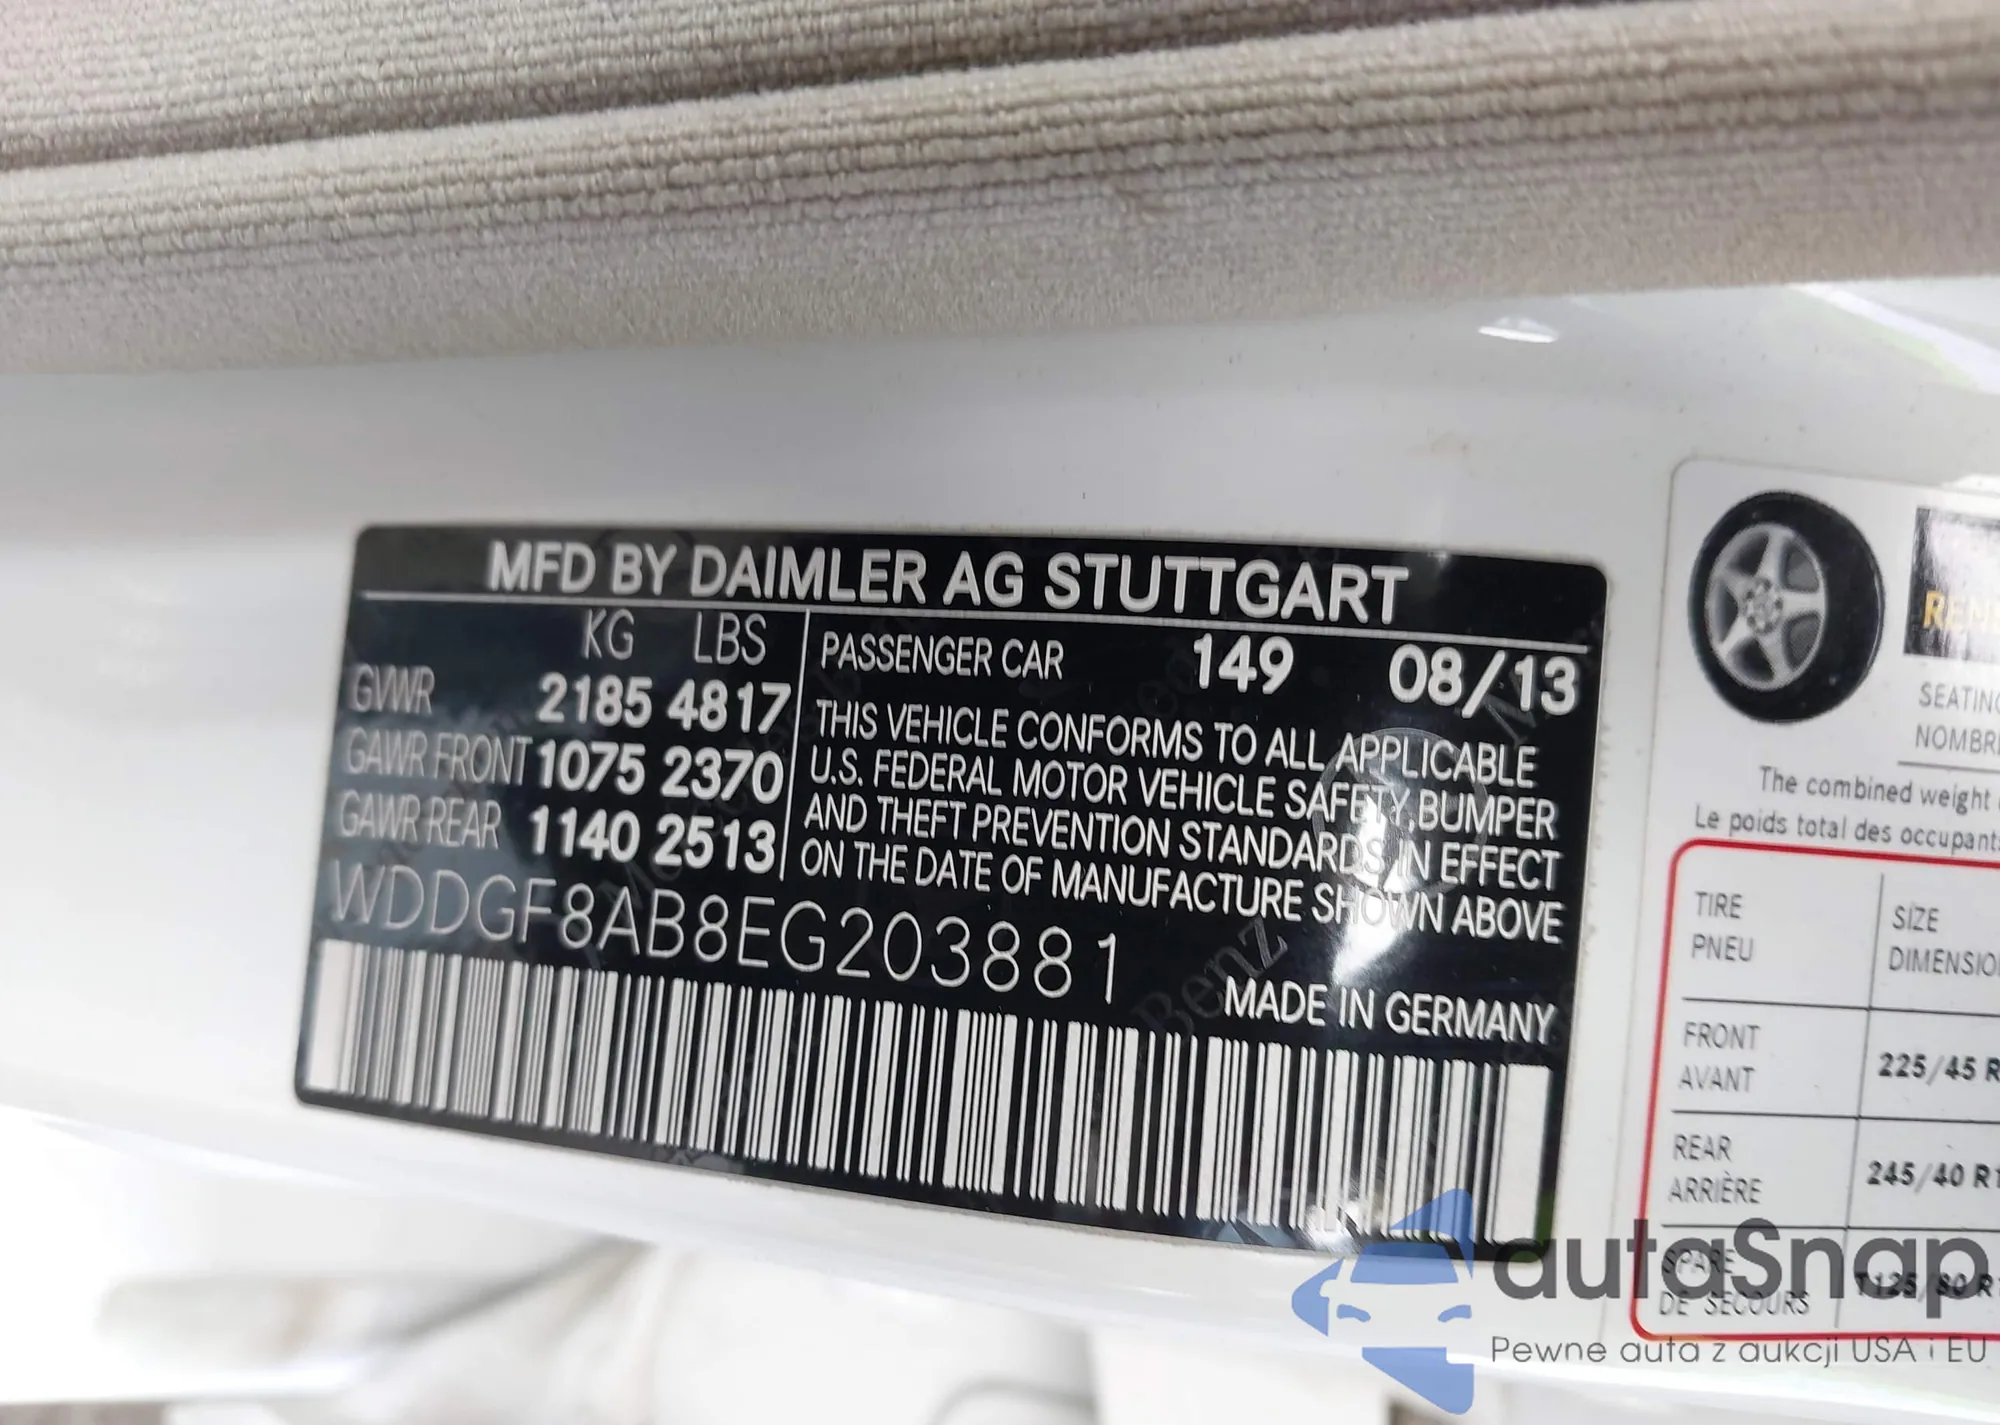 MFD BY DAIMLER AG STUTTGART
KG LBS
GVWR 2185 4817
GAWR FRONT 1075 2370
GAWR REAR 1140 2513
PASSENGER CAR 149 08/13
THIS VEHICLE CONFORMS TO ALL APPLICABLE
U.S. FEDERAL MOTOR VEHICLE SAFETY, BUMPER
AND THEFT PREVENTION STANDARDS IN EFFECT
ON THE DATE OF MANUFACTURE SHOWN ABOVE
WDDGF8AB8EG203881
MADE IN GERMANY
The combined weight
Le poids total des
TIRE SIZE
PNEU
FRONT 225/45 R
AVANT
REAR 245/40 R1
ARRIÈRE
SPARE T125/80 R1
DE SECOURS
autaSnap
Pewne auta z aukcji USA i EU